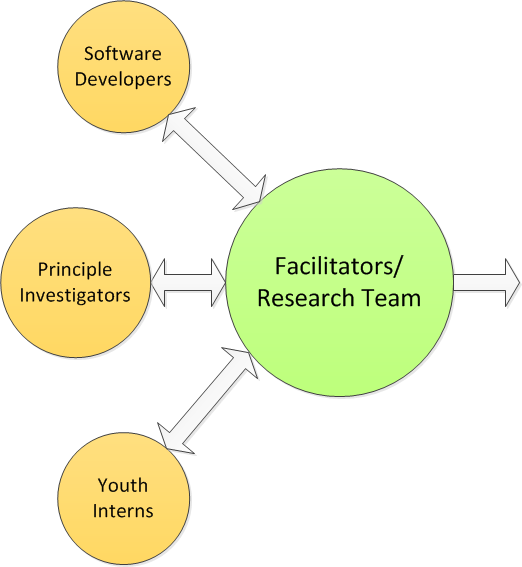 Software
Developers
Principle
Investigators
Facilitators/
Research Team
Youth
Interns